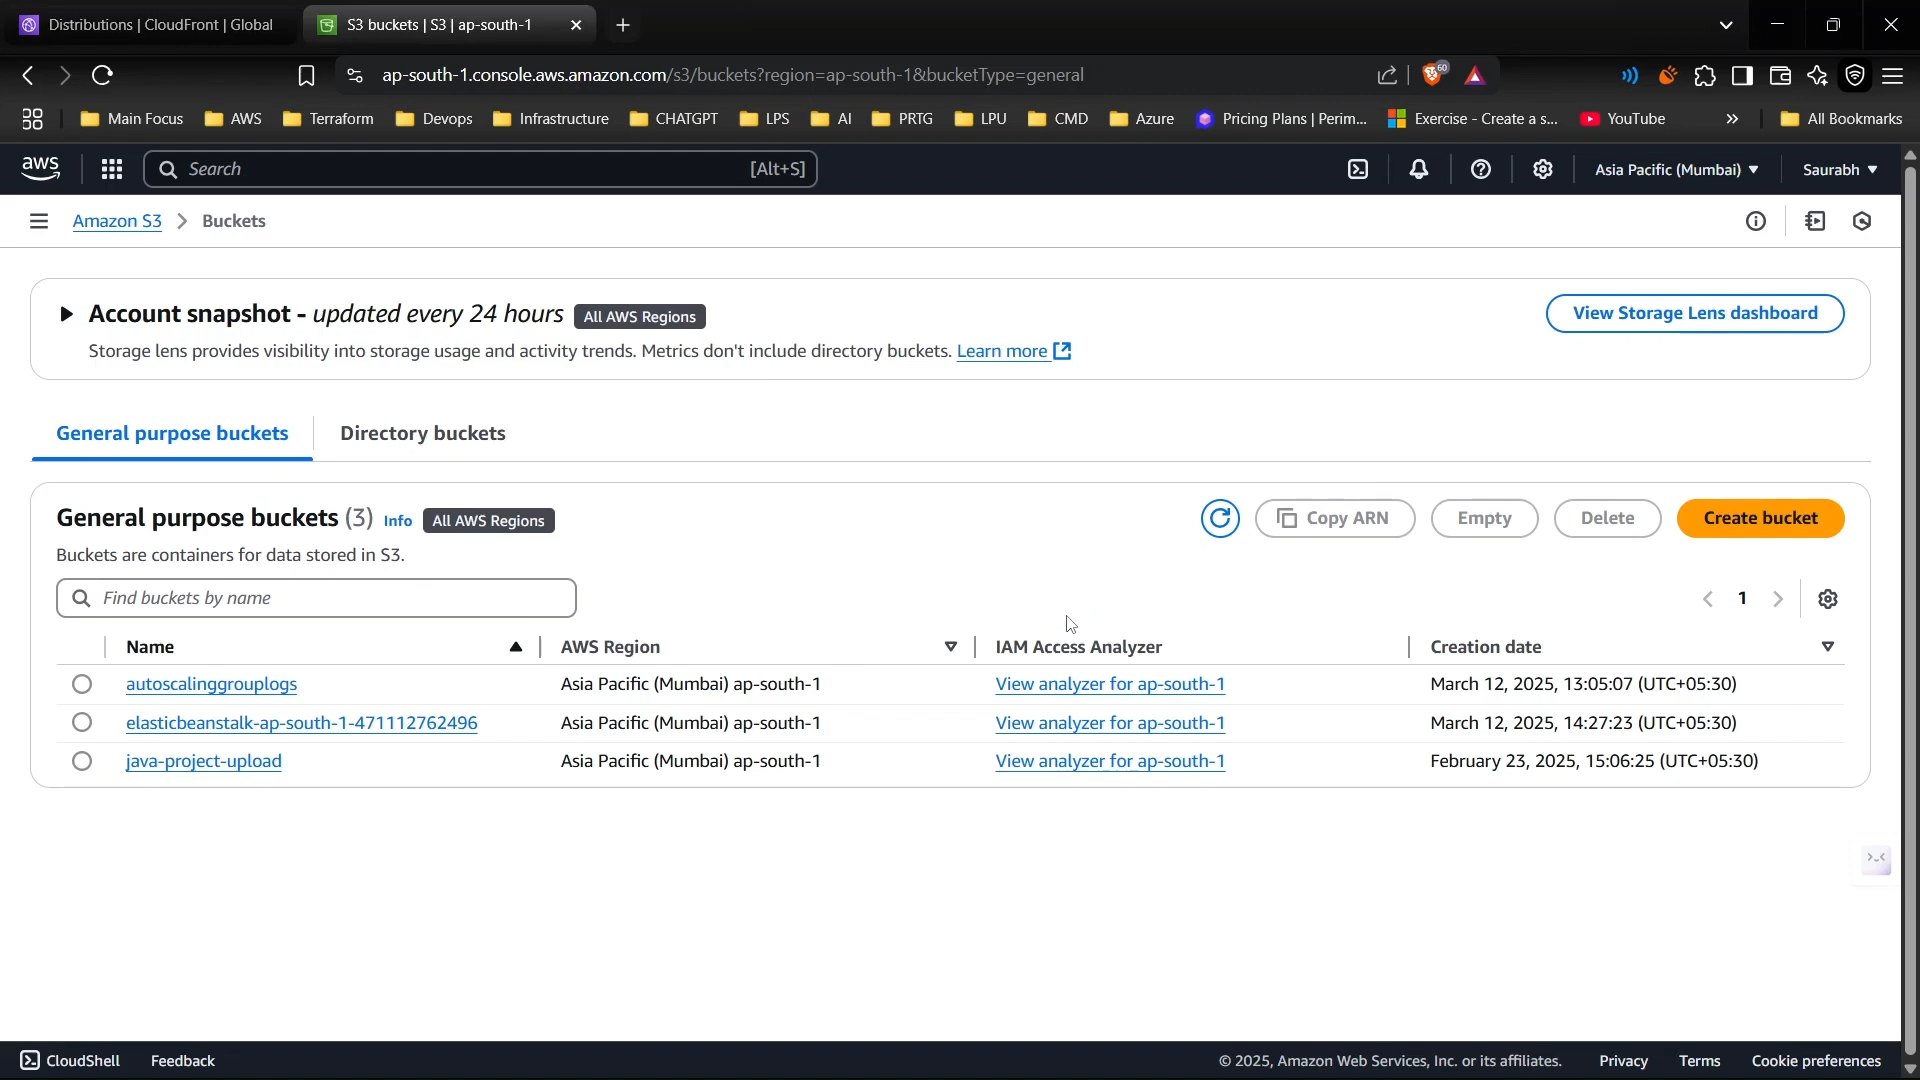 Distributions | CloudFront | Global
S3 buckets | S3 | ap-south-1
ap-south-1.console.aws.amazon.com/s3/buckets?region=ap-south-1&bucketType=general
60
Main Focus
AWS
Terraform
Devops
Infrastructure
CHATGPT
LPS
AI
PRTG
LPU
CMD
Azure
Pricing Plans | Perim...
Exercise - Create a s...
YouTube
All Bookmarks
aws
Search
[Alt+S]
Asia Pacific (Mumbai)
Saurabh
Amazon S3
Buckets
Account snapshot - updated every 24 hours
All AWS Regions
View Storage Lens dashboard
Storage lens provides visibility into storage usage and activity trends. Metrics don't include directory buckets. Learn more
General purpose buckets
Directory buckets
General purpose buckets (3) Info All AWS Regions
Copy ARN
Empty
Delete
Create bucket
Buckets are containers for data stored in S3.
Find buckets by name
1
Name
AWS Region
IAM Access Analyzer
Creation date
autoscalinggrouplogs
Asia Pacific (Mumbai) ap-south-1
View analyzer for ap-south-1
March 12, 2025, 13:05:07 (UTC+05:30)
elasticbeanstalk-ap-south-1-471112762496
Asia Pacific (Mumbai) ap-south-1
View analyzer for ap-south-1
March 12, 2025, 14:27:23 (UTC+05:30)
java-project-upload
Asia Pacific (Mumbai) ap-south-1
View analyzer for ap-south-1
February 23, 2025, 15:06:25 (UTC+05:30)
CloudShell
Feedback
© 2025, Amazon Web Services, Inc. or its affiliates.
Privacy
Terms
Cookie preferences